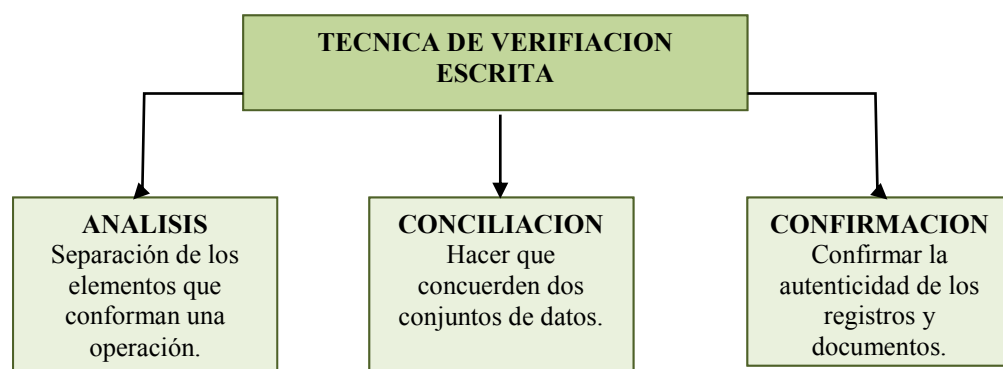 TECNICA DE VERIFIACION
ESCRITA
ANALISIS
Separación de los
elementos que
conforman una
operación.
CONCILIACION
Hacer que
concuerden dos
conjuntos de datos.
CONFIRMACION
Confirmar la
autenticidad de los
registros y
documentos.